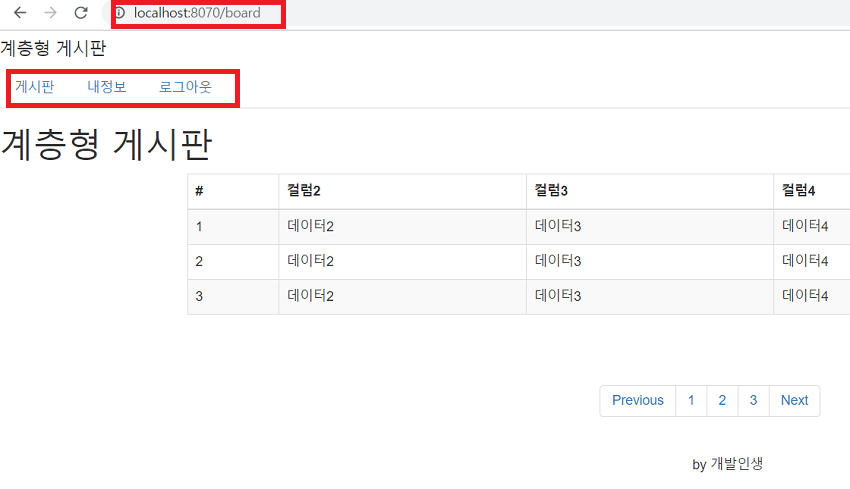 localhost:8070/board
계층형 게시판
게시판 내정보 로그아웃
계층형 게시판
# 컬럼2 컬럼3 컬럼4
1 데이터2 데이터3 데이터4
2 데이터2 데이터3 데이터4
3 데이터2 데이터3 데이터4
Previous 1 2 3 Next
by 개발인생